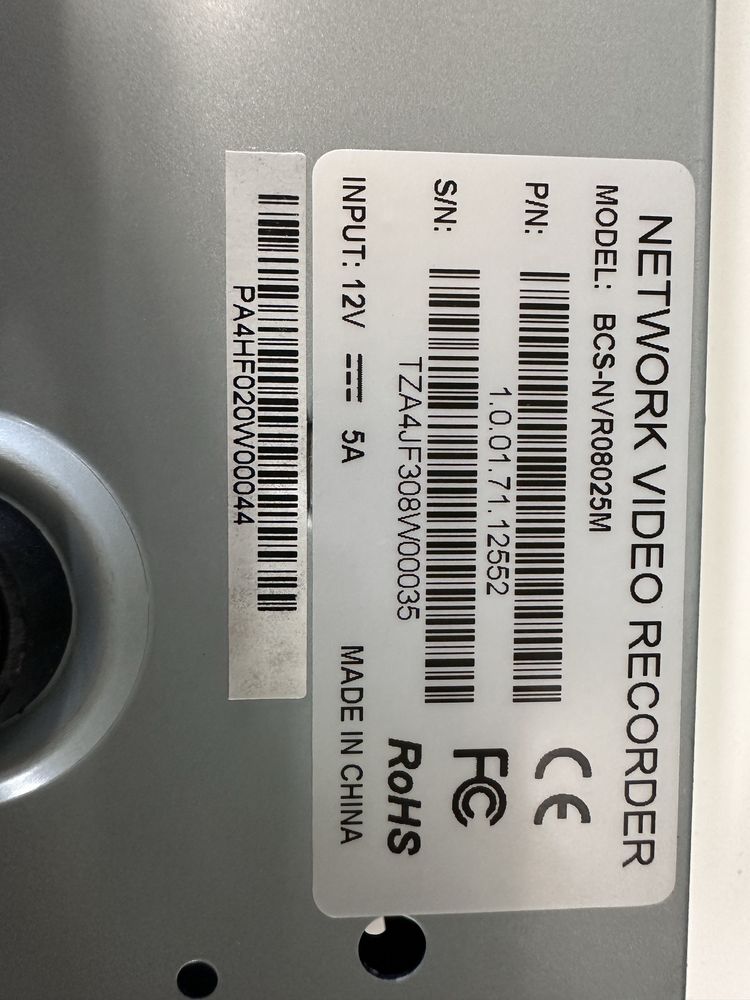 NETWORK VIDEO RECORDER
MODEL: BCS-NVR08025M
P/N:
1.0.01.71.12552
S/N:
TZA4JF308W00035
INPUT: 12V ⎓ 5A
MADE IN CHINA
CE
FC
RoHS
PA4HF020W00044